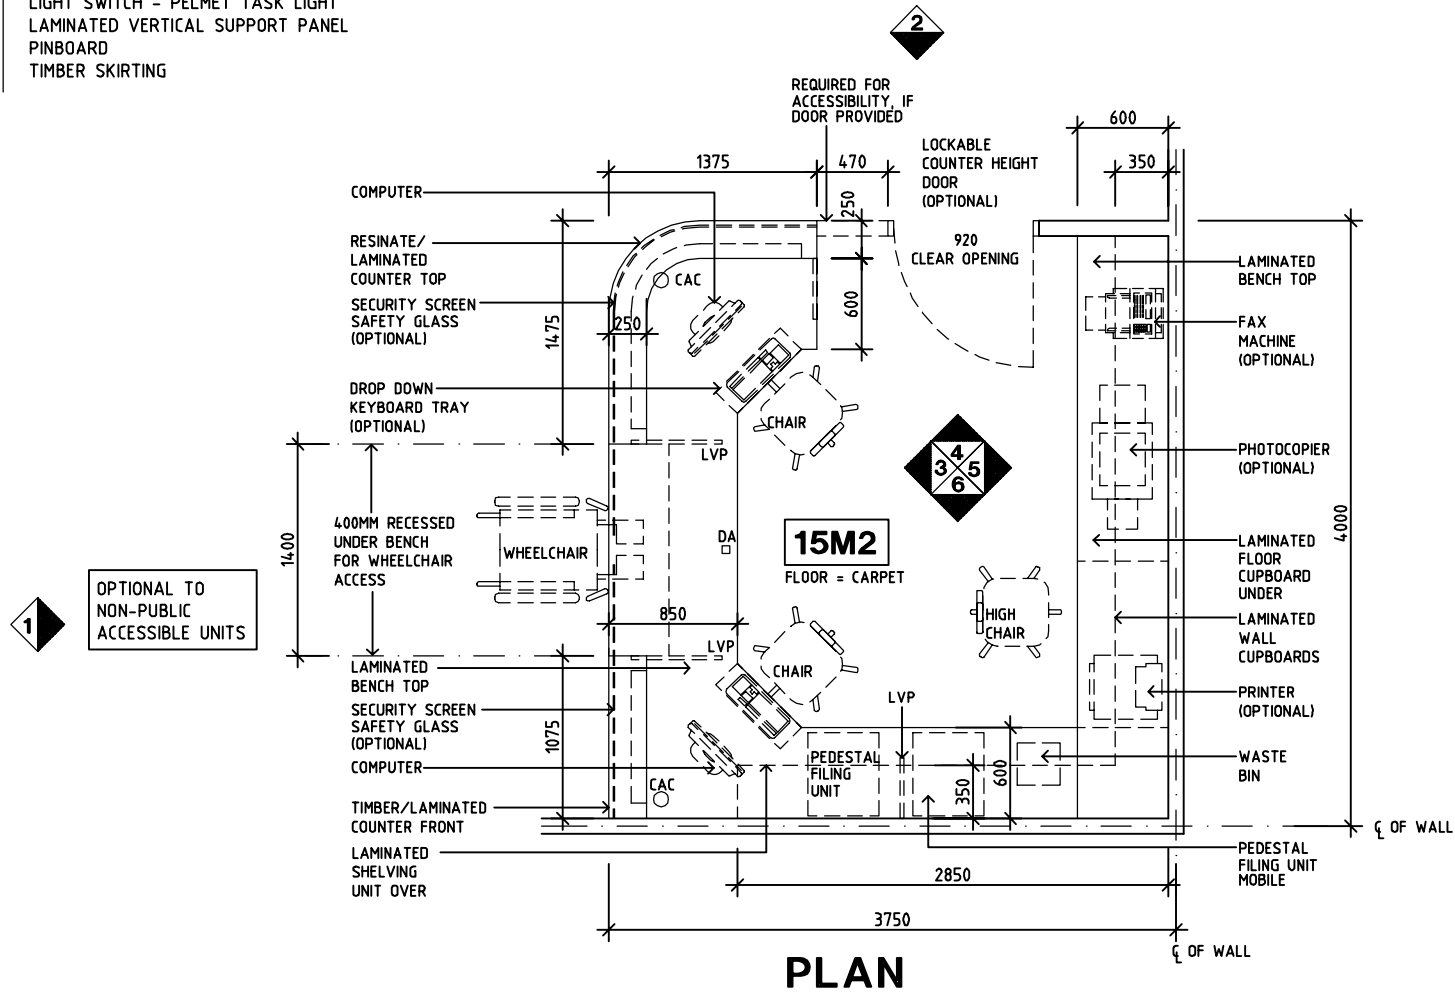 LIGHT SWITCH - PELMET TASK LIGHT
LAMINATED VERTICAL SUPPORT PANEL
PINBOARD
TIMBER SKIRTING
2
REQUIRED FOR
ACCESSIBILITY, IF
DOOR PROVIDED
LOCKABLE
COUNTER HEIGHT
DOOR
(OPTIONAL)
600
350
1375
470
250
COMPUTER
RESINATE/
LAMINATED
COUNTER TOP
SECURITY SCREEN
SAFETY GLASS
(OPTIONAL)
DROP DOWN
KEYBOARD TRAY
(OPTIONAL)
1475
250
CAC
600
920
CLEAR OPENING
LAMINATED
BENCH TOP
FAX
MACHINE
(OPTIONAL)
CHAIR
LVP
3
4
5
6
PHOTOCOPIER
(OPTIONAL)
4000
1400
400MM RECESSED
UNDER BENCH
FOR WHEELCHAIR
ACCESS
WHEELCHAIR
DA
15M2
FLOOR = CARPET
LAMINATED
FLOOR
CUPBOARD
UNDER
1
OPTIONAL TO
NON-PUBLIC
ACCESSIBLE UNITS
850
HIGH
CHAIR
LAMINATED
WALL
CUPBOARDS
LVP
CHAIR
LAMINATED
BENCH TOP
SECURITY SCREEN
SAFETY GLASS
(OPTIONAL)
COMPUTER
TIMBER/LAMINATED
COUNTER FRONT
LAMINATED
SHELVING
UNIT OVER
1075
CAC
LVP
PEDESTAL
FILING
UNIT
350
600
PRINTER
(OPTIONAL)
WASTE
BIN
℄ OF WALL
PEDESTAL
FILING UNIT
MOBILE
2850
3750
℄ OF WALL
PLAN